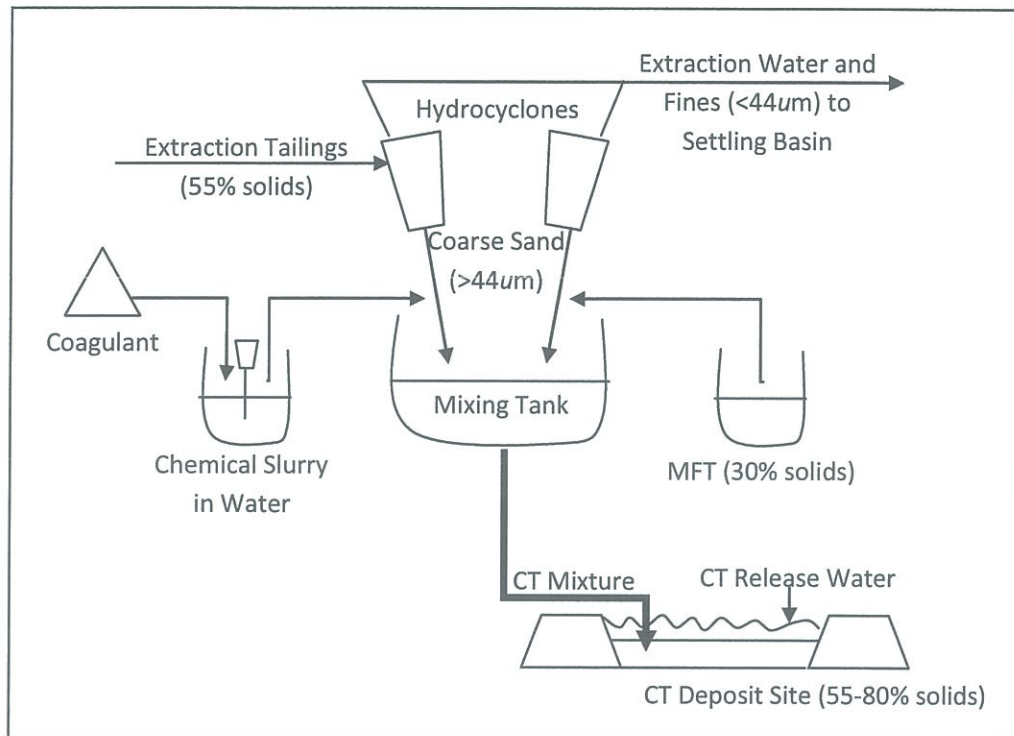 Extraction Water and
Fines (<44um) to
Settling Basin
Hydrocyclones
Extraction Tailings
(55% solids)
Coarse Sand
(>44um)
Coagulant
Mixing Tank
Chemical Slurry
in Water
MFT (30% solids)
CT Mixture
CT Release Water
CT Deposit Site (55-80% solids)